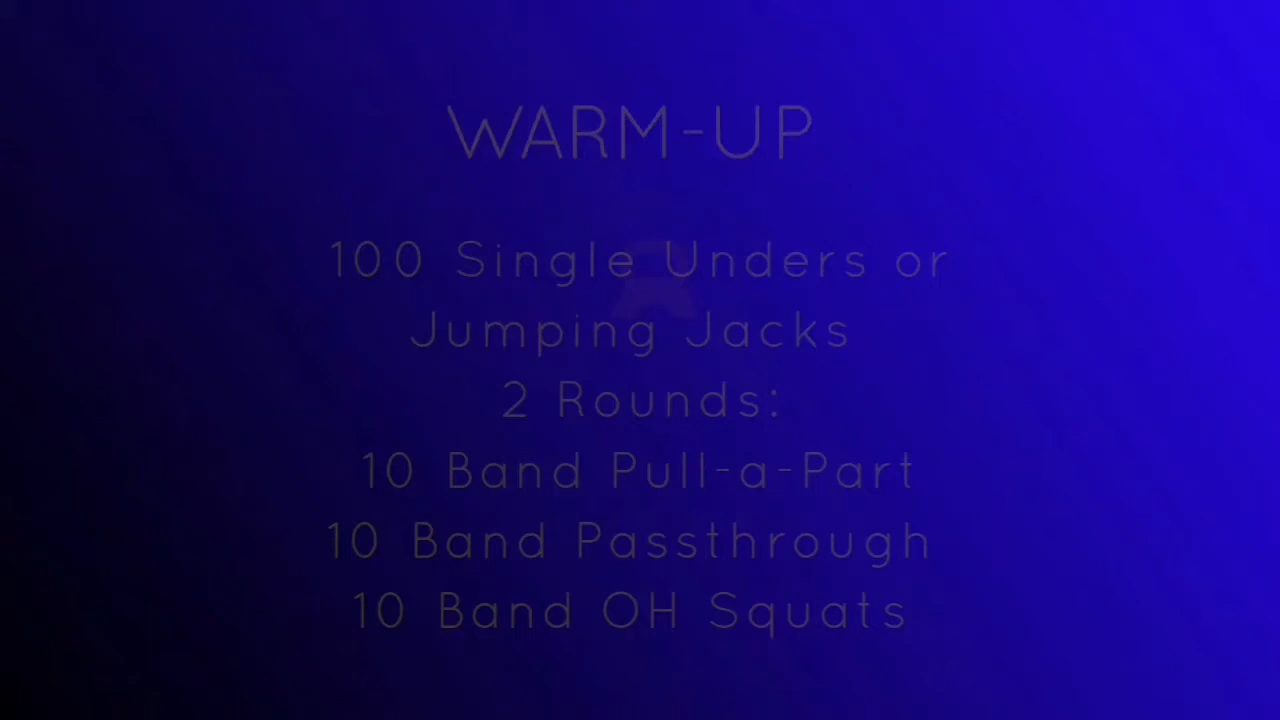 WARM-UP
100 Single Unders or
Jumping Jacks
2 Rounds:
10 Band Pull-a-Part
10 Band Passthrough
10 Band OH Squats